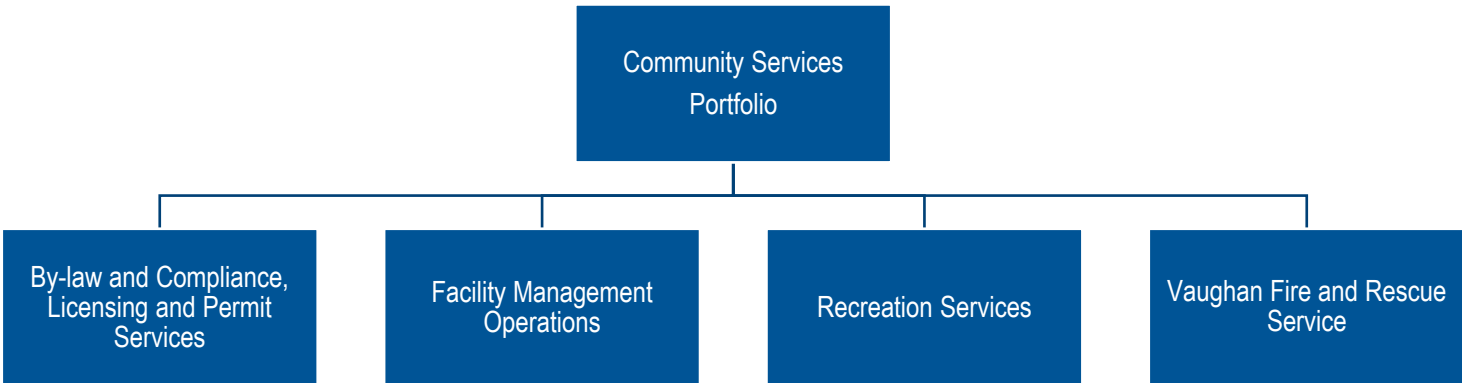 Community Services
Portfolio
By-law and Compliance,
Licensing and Permit
Services
Facility Management
Operations
Recreation Services
Vaughan Fire and Rescue
Service